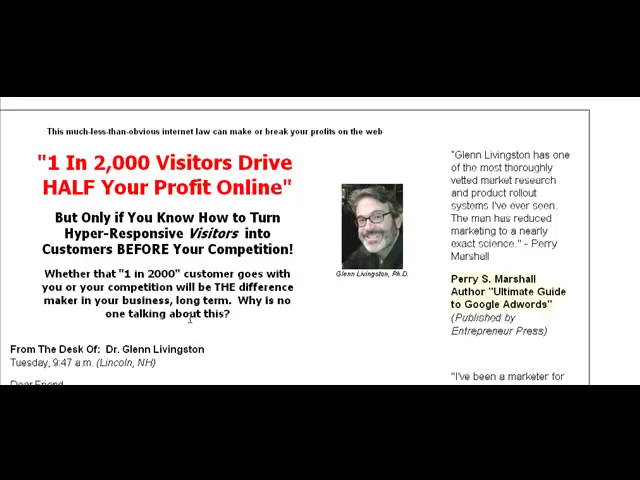 This much-less-than-obvious internet law can make or break your profits on the web
"1 In 2,000 Visitors Drive
HALF Your Profit Online"
But Only if You Know How to Turn
Hyper-Responsive Visitors into
Customers BEFORE Your Competition!
Whether that "1 in 2000" customer goes with
you or your competition will be THE difference
maker in your business, long term. Why is no
one talking about this?
Glenn Livingston, Ph.D.
From The Desk Of: Dr. Glenn Livingston
Tuesday, 9:47 a.m. (Lincoln, NH)
Dear Friend
"Glenn Livingston has one
of the most thoroughly
vetted market research
and product rollout
systems I've ever seen.
The man has reduced
marketing to a nearly
exact science." - Perry
Marshall
Perry S. Marshall
Author "Ultimate Guide
to Google Adwords"
(Published by
Entrepreneur Press)
"I've been a marketer for